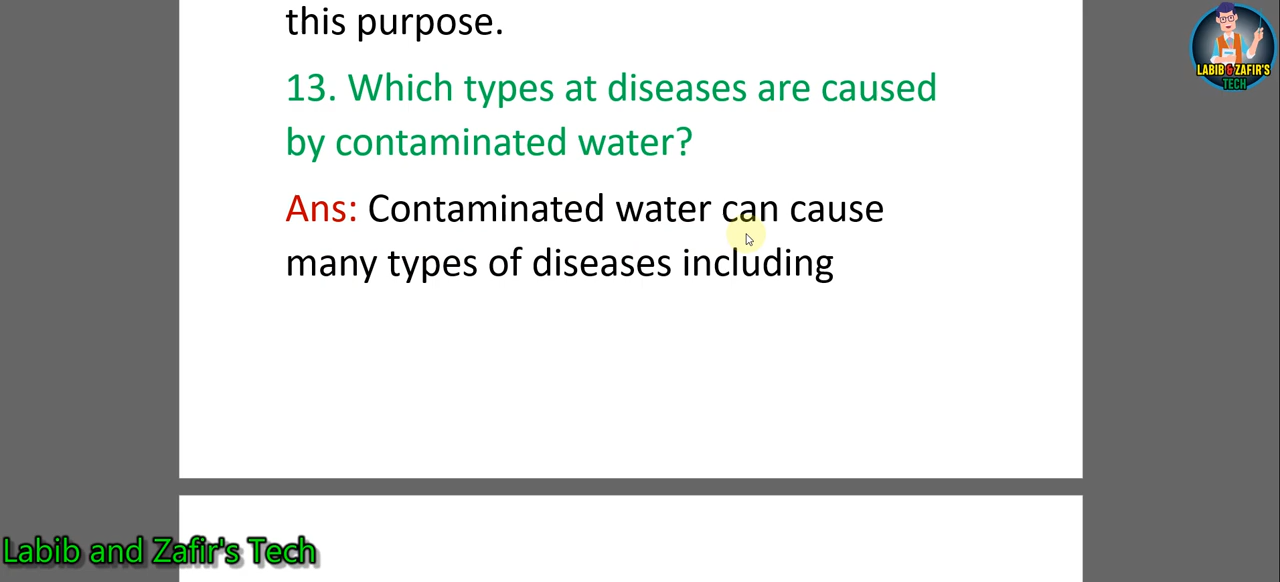 this purpose.
13. Which types at diseases are caused
by contaminated water?
Ans: Contaminated water can cause
many types of diseases including
LABIB & ZAFIR'S
TECH
Labib and Zafir's Tech